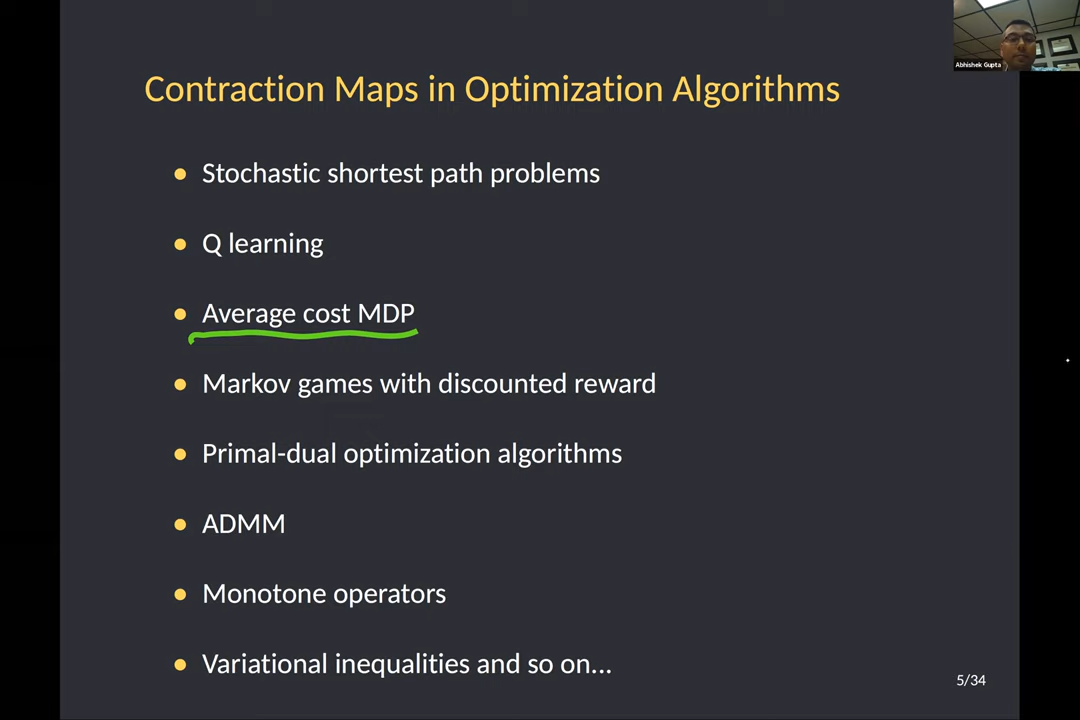 Abhishek Gupta
Contraction Maps in Optimization Algorithms
• Stochastic shortest path problems
• Q learning
• Average cost MDP
• Markov games with discounted reward
• Primal-dual optimization algorithms
• ADMM
• Monotone operators
• Variational inequalities and so on...
5/34